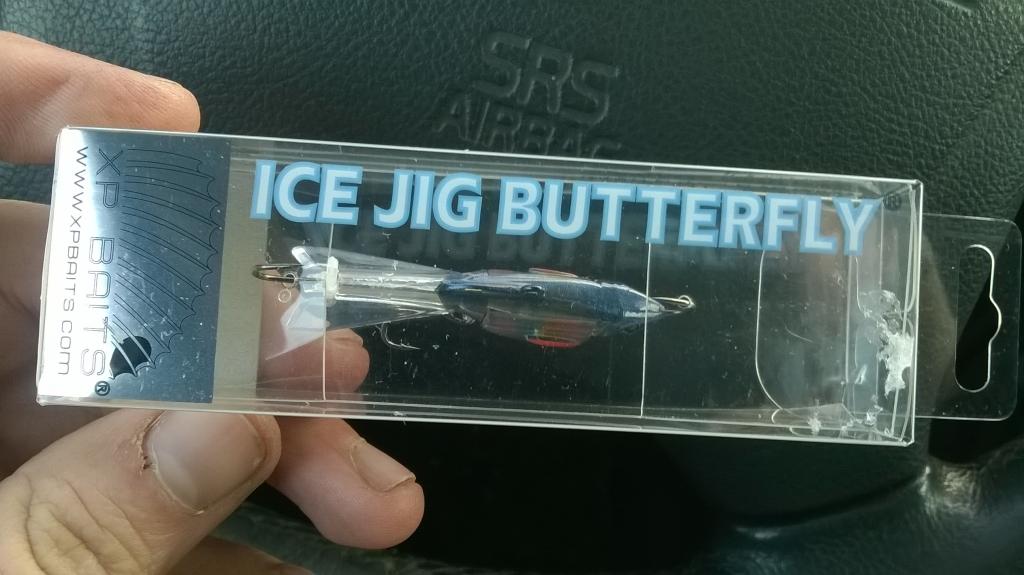 SRS
AIRBAG
ICE JIG BUTTERFLY®
XP BAITS®
WWW.XPBAITS.COM